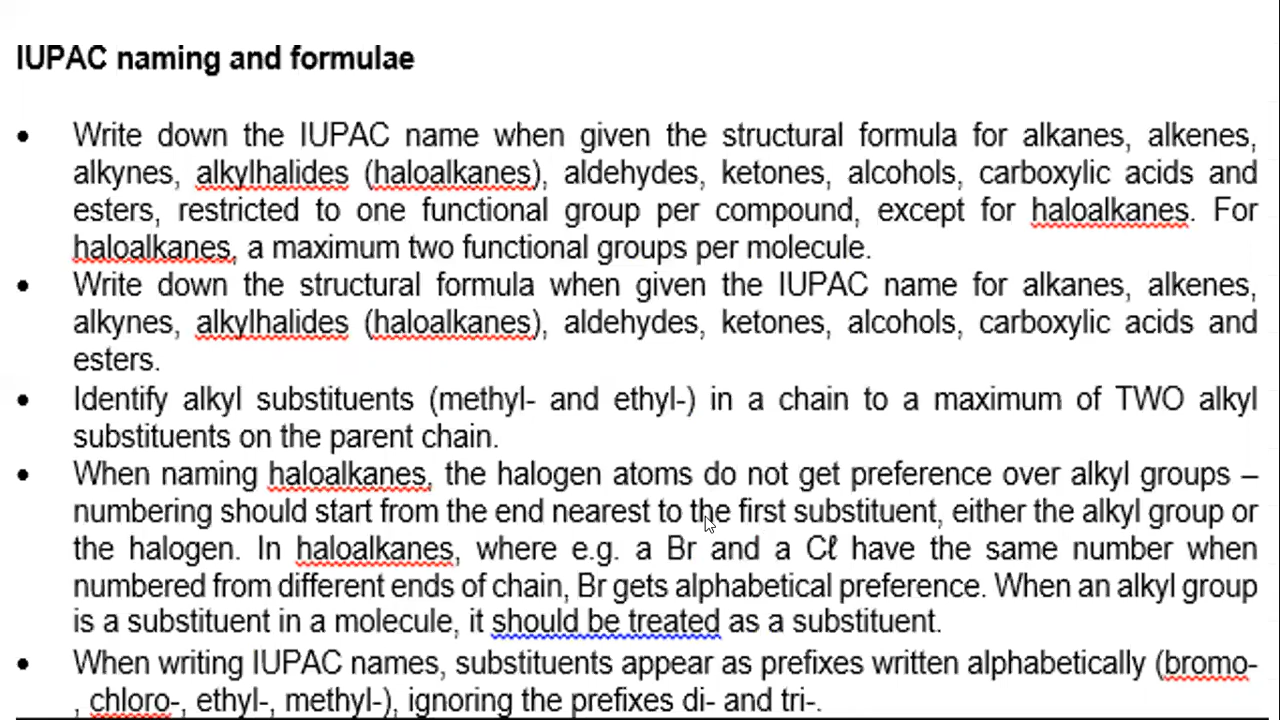 IUPAC naming and formulae
• Write down the IUPAC name when given the structural formula for alkanes, alkenes,
alkynes, alkylhalides (haloalkanes), aldehydes, ketones, alcohols, carboxylic acids and
esters, restricted to one functional group per compound, except for haloalkanes. For
haloalkanes, a maximum two functional groups per molecule.
• Write down the structural formula when given the IUPAC name for alkanes, alkenes,
alkynes, alkylhalides (haloalkanes), aldehydes, ketones, alcohols, carboxylic acids and
esters.
• Identify alkyl substituents (methyl- and ethyl-) in a chain to a maximum of TWO alkyl
substituents on the parent chain.
• When naming haloalkanes, the halogen atoms do not get preference over alkyl groups –
numbering should start from the end nearest to the first substituent, either the alkyl group or
the halogen. In haloalkanes, where e.g. a Br and a Cℓ have the same number when
numbered from different ends of chain, Br gets alphabetical preference. When an alkyl group
is a substituent in a molecule, it should be treated as a substituent.
• When writing IUPAC names, substituents appear as prefixes written alphabetically (bromo-
, chloro-, ethyl-, methyl-), ignoring the prefixes di- and tri-.